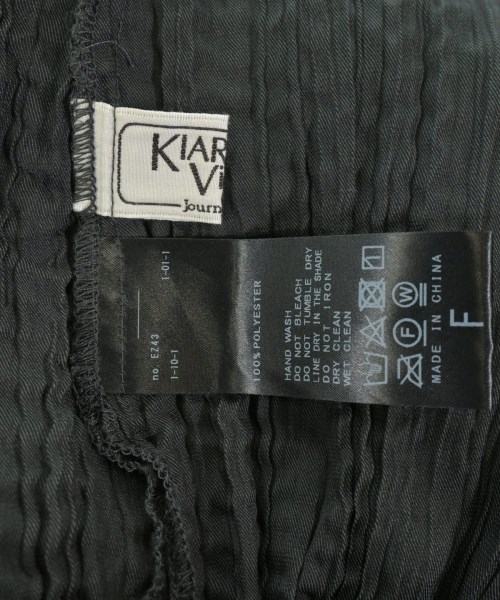 KIAR
Vi
Journ
1-01-1
no. EZ43
1-10-1
100% POLYESTER
HAND WASH
DO NOT BLEACH
DO NOT TUMBLE DRY
LINE DRY IN THE SHADE
DO NOT IRON
DRY CLEAN
WET CLEAN
F W
MADE IN CHINA
F